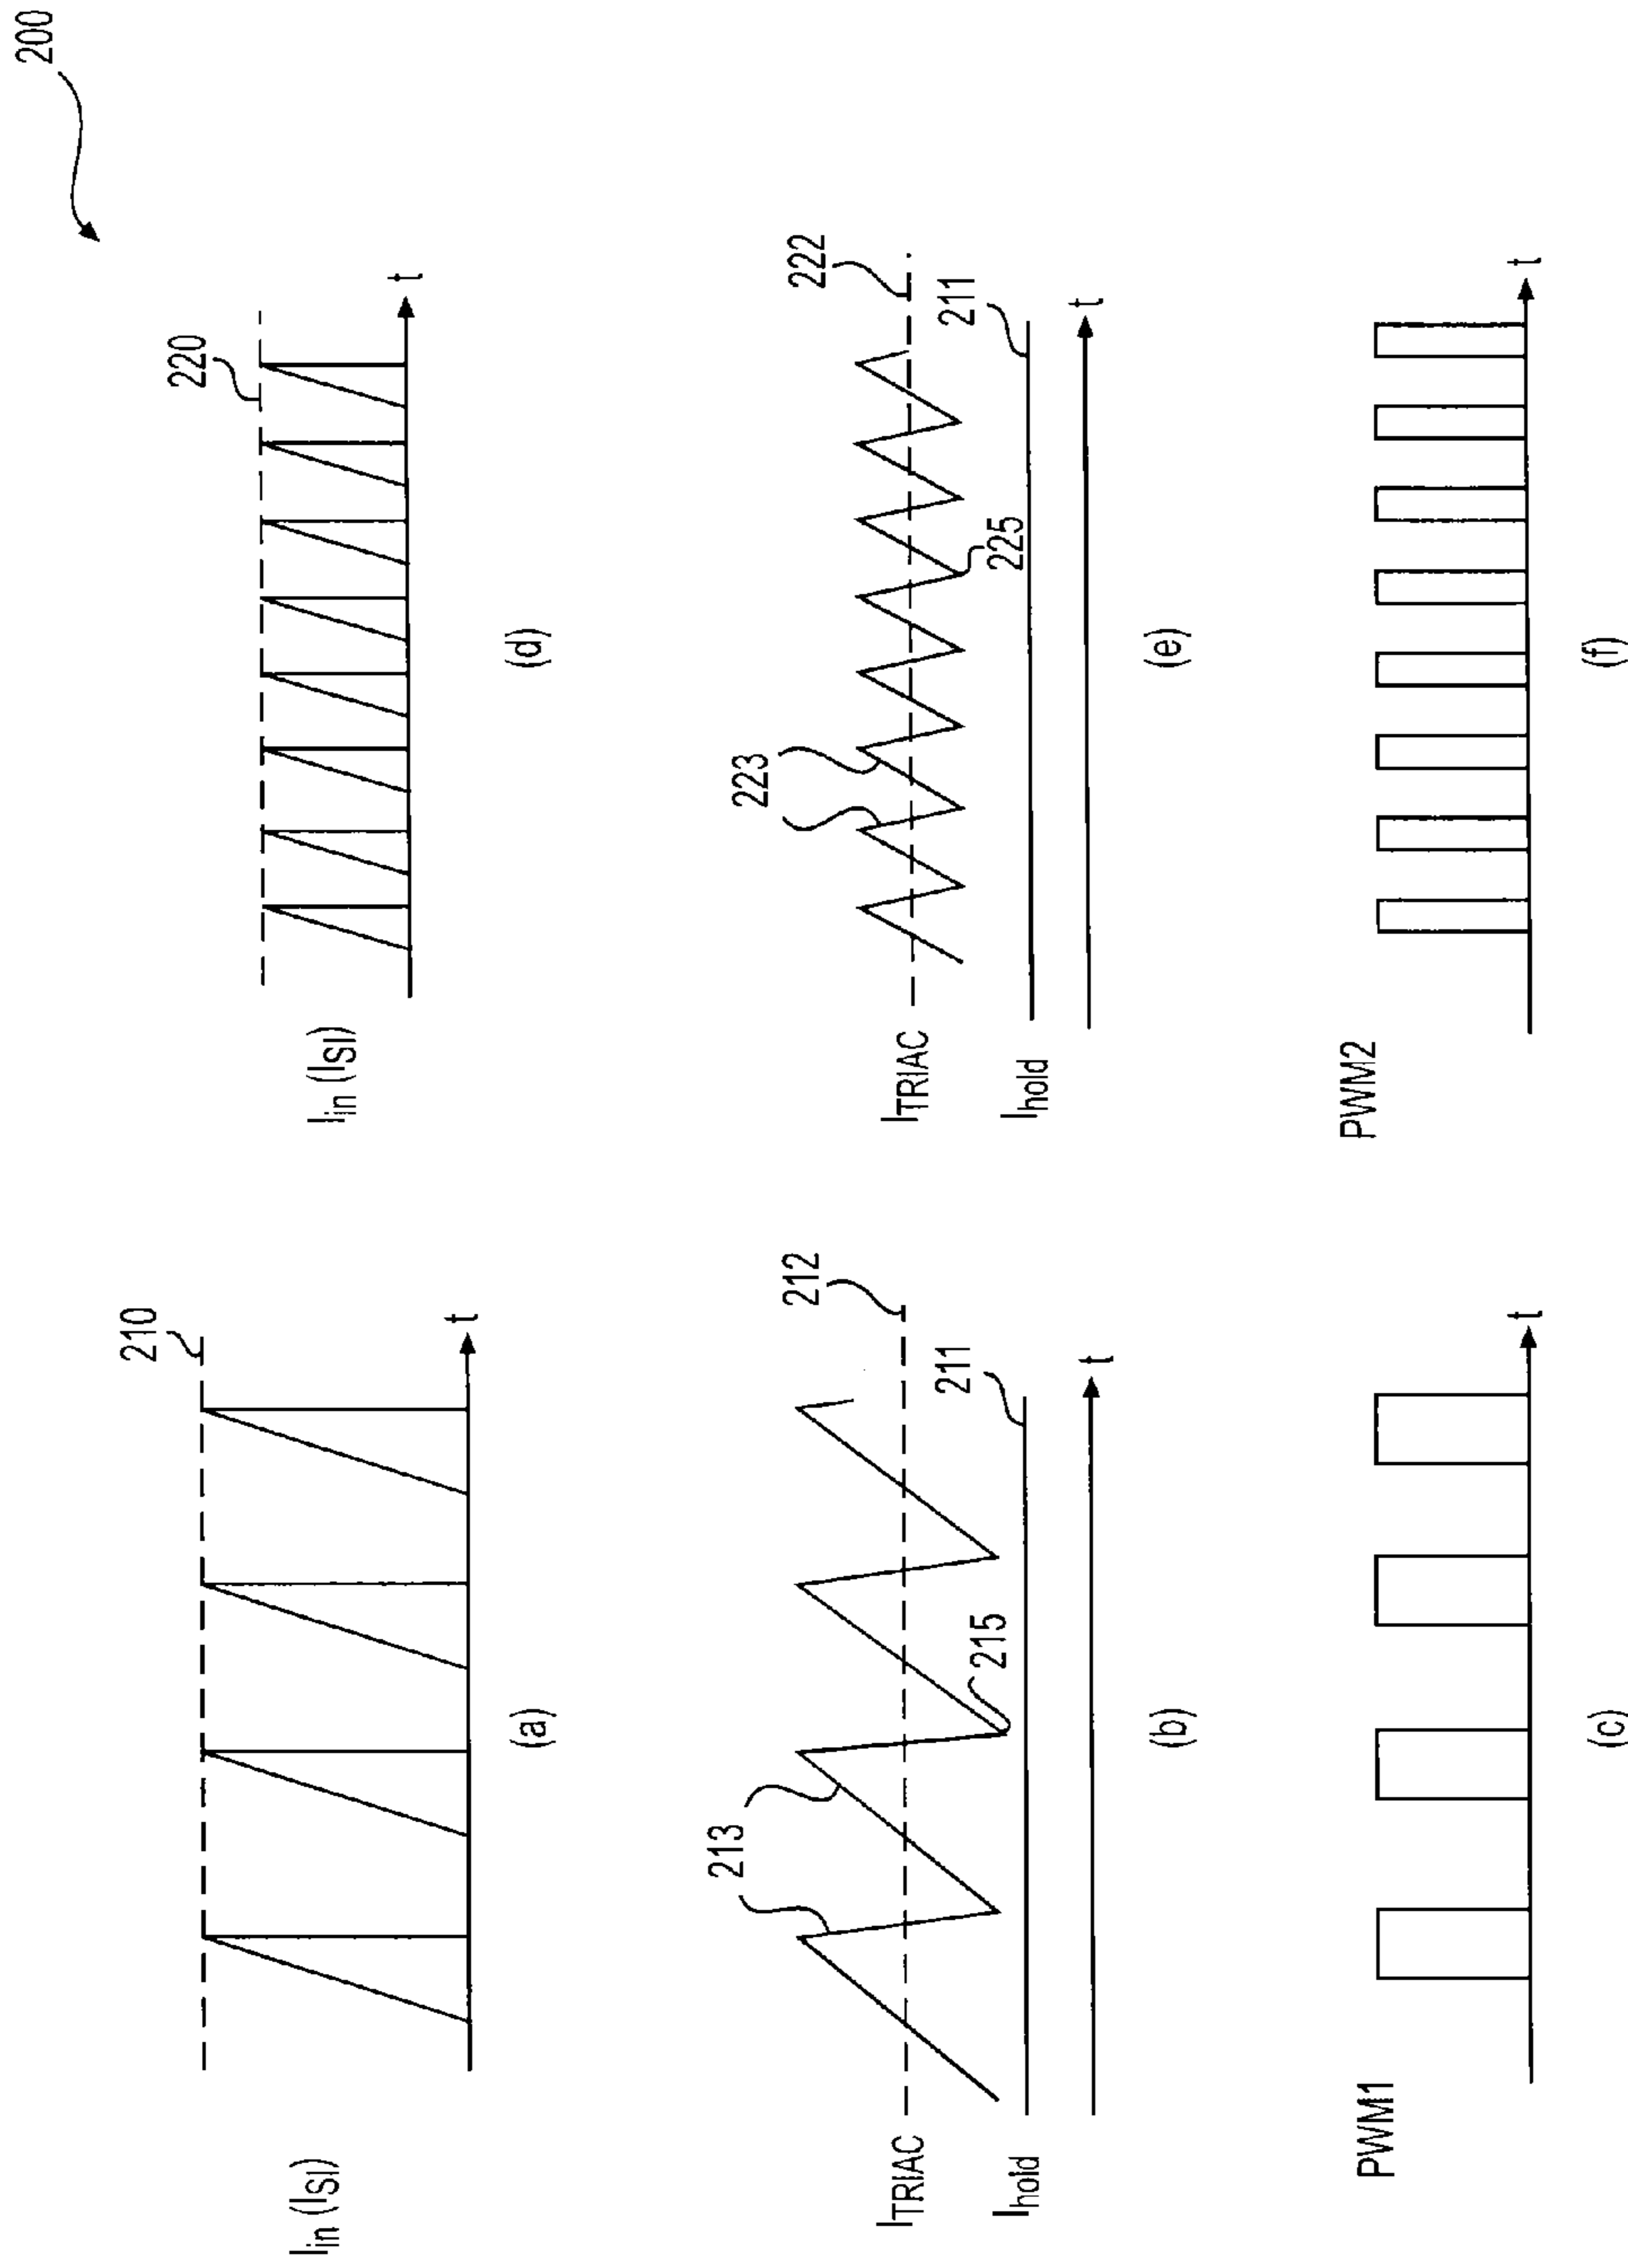 200
210
I_in (I_SI)
t
(a)
213
212
I_TRIAC
211
215
I_hold
t
(b)
PWM1
t
(c)
220
I_in (I_SI)
t
(d)
223
222
I_TRIAC
211
225
I_hold
t
(e)
PWM2
t
(f)